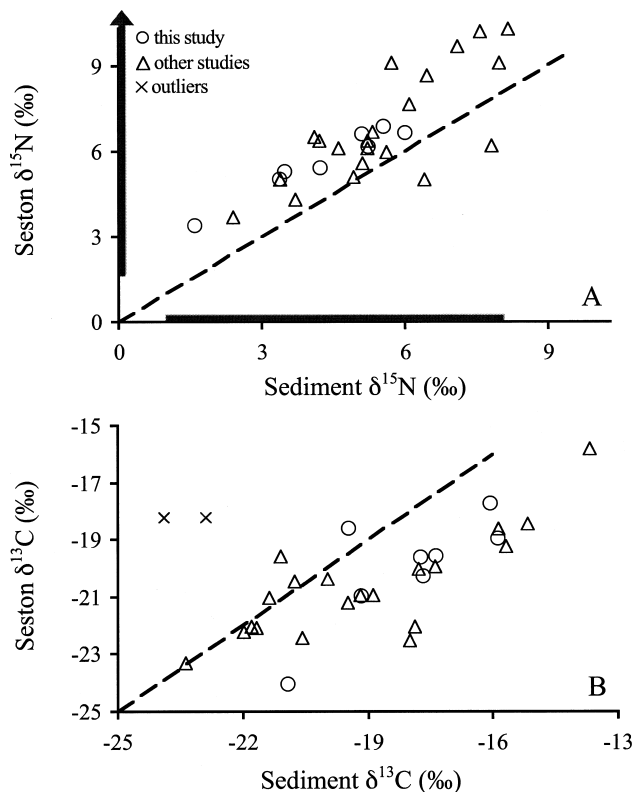 ○ this study
△ other studies
× outliers
9
6
3
0
Seston δ¹⁵N (‰)
A
0 3 6 9
Sediment δ¹⁵N (‰)
-15
-17
-19
-21
-23
-25
Seston δ¹³C (‰)
B
-25 -22 -19 -16 -13
Sediment δ¹³C (‰)